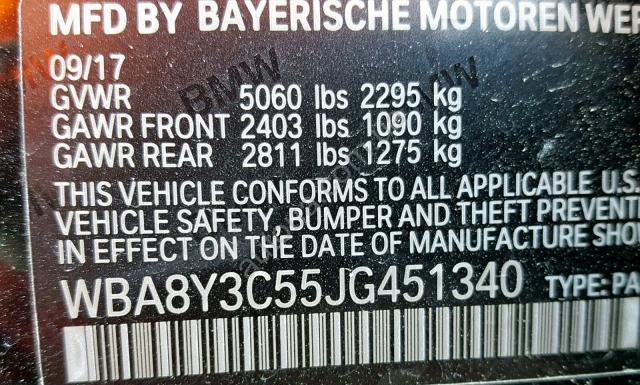 MFD BY BAYERISCHE MOTOREN WER
09/17
GVWR 5060 lbs 2295 kg
GAWR FRONT 2403 lbs 1090 kg
GAWR REAR 2811 lbs 1275 kg
THIS VEHICLE CONFORMS TO ALL APPLICABLE U.S.
VEHICLE SAFETY, BUMPER AND THEFT PREVENTI
IN EFFECT ON THE DATE OF MANUFACTURE SHO
WBA8Y3C55JG451340 TYPE:PA
BMW